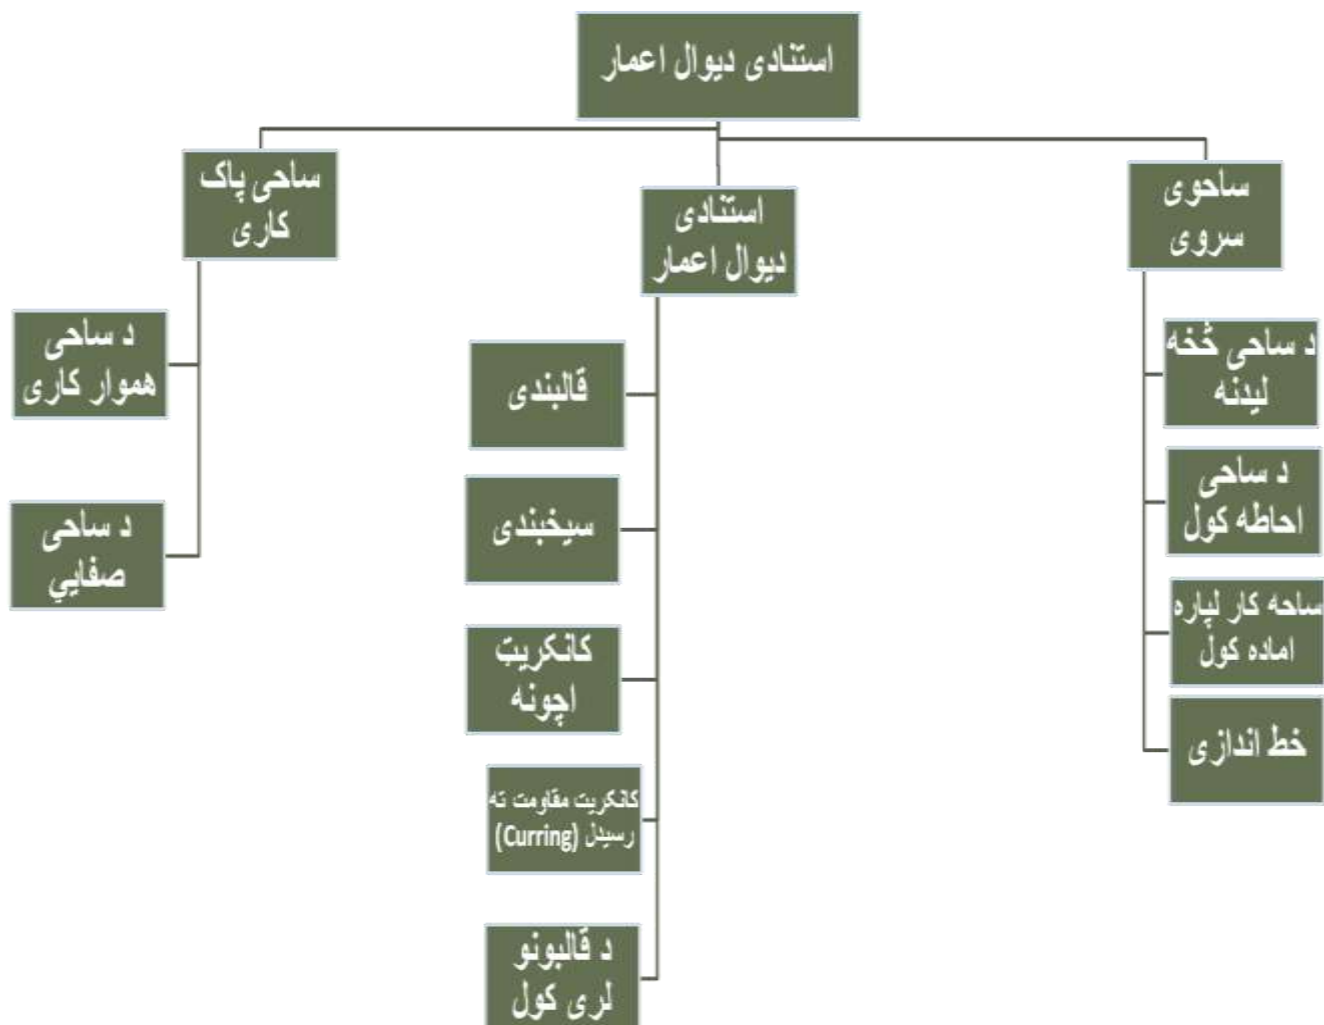 استنادی دیوال اعمار
ساحوی
سروی
د ساحی څخه
لیدنه
د ساحی
احاطه کول
ساحه کار لپاره
اماده کول
خط اندازی
استنادی
دیوال اعمار
قالبندی
سیخبندی
کانکریټ
اچونه
کانکریټ مقاومت ته
رسیدل (Curring)
د قالبونو
لری کول
ساحی پاک
کاری
د ساحی
هموار کاری
د ساحی
صفایي